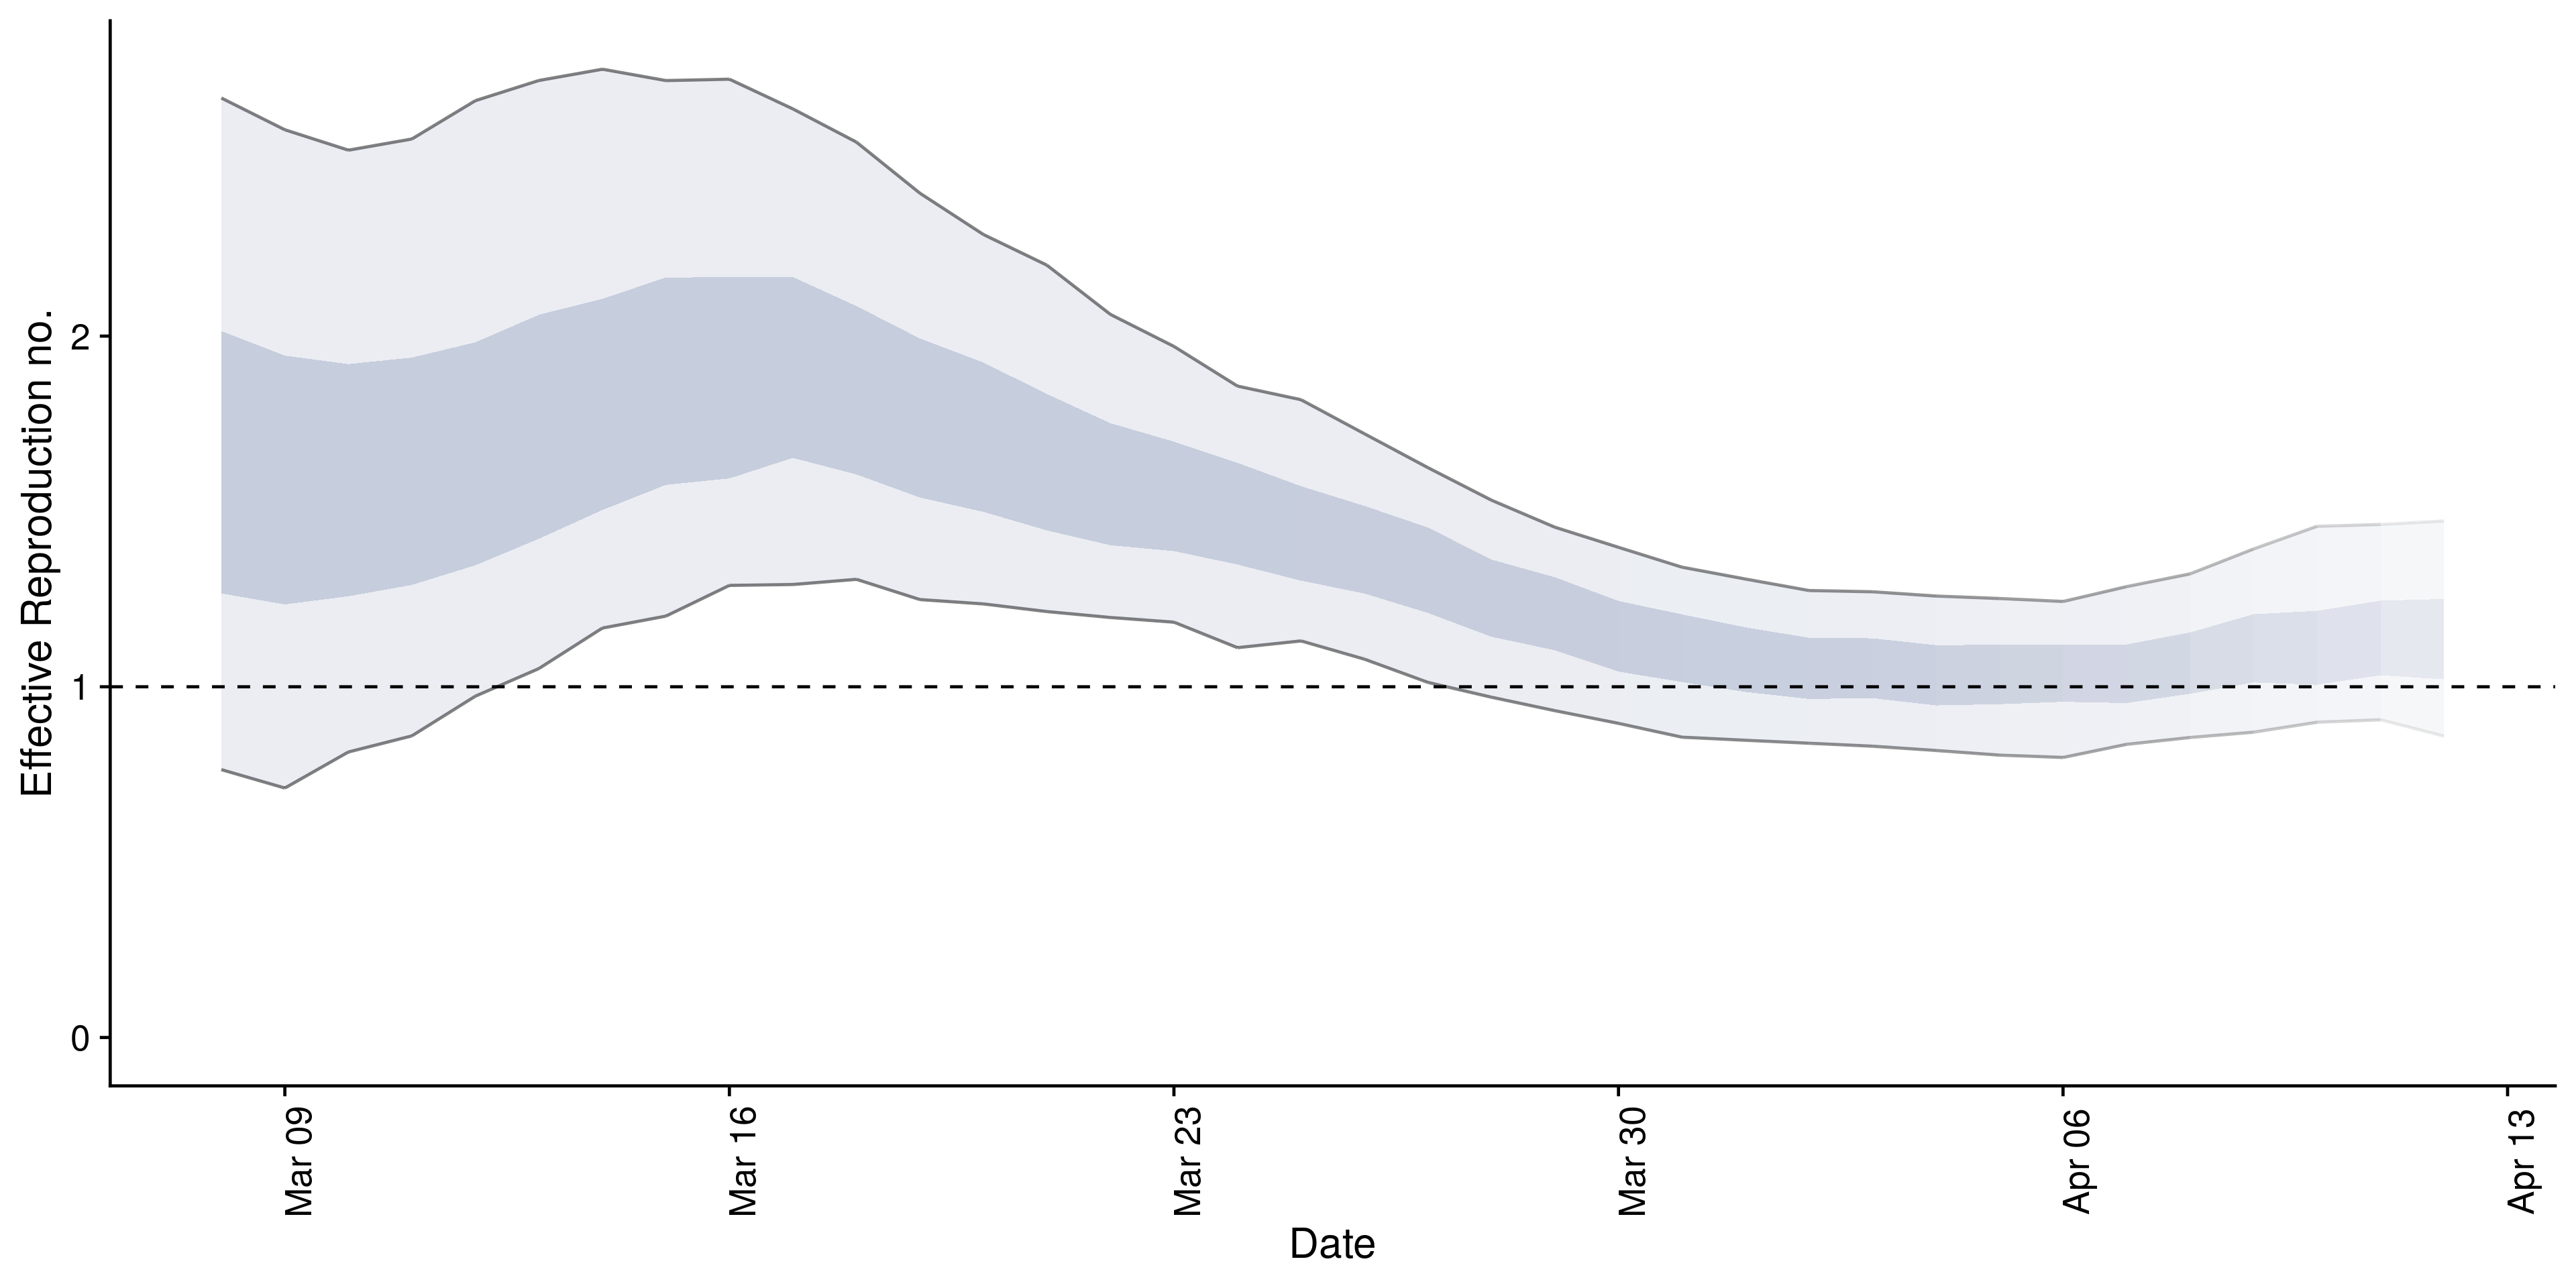 Effective Reproduction no.
2
1
0
Mar 09
Mar 16
Mar 23
Mar 30
Apr 06
Apr 13
Date